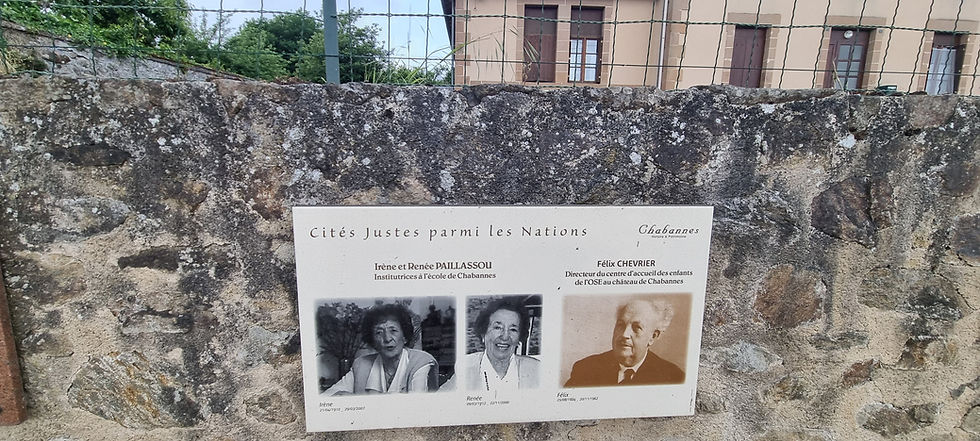 Cités Justes parmi les Nations
Chabannes
Irène et Renée PAILLASSOU
Institutrices à l'école de Chabannes
Félix CHEVRIER
Directeur du centre d'accueil des enfants
de l'OSE au château de Chabannes
Irène
Renée
Félix